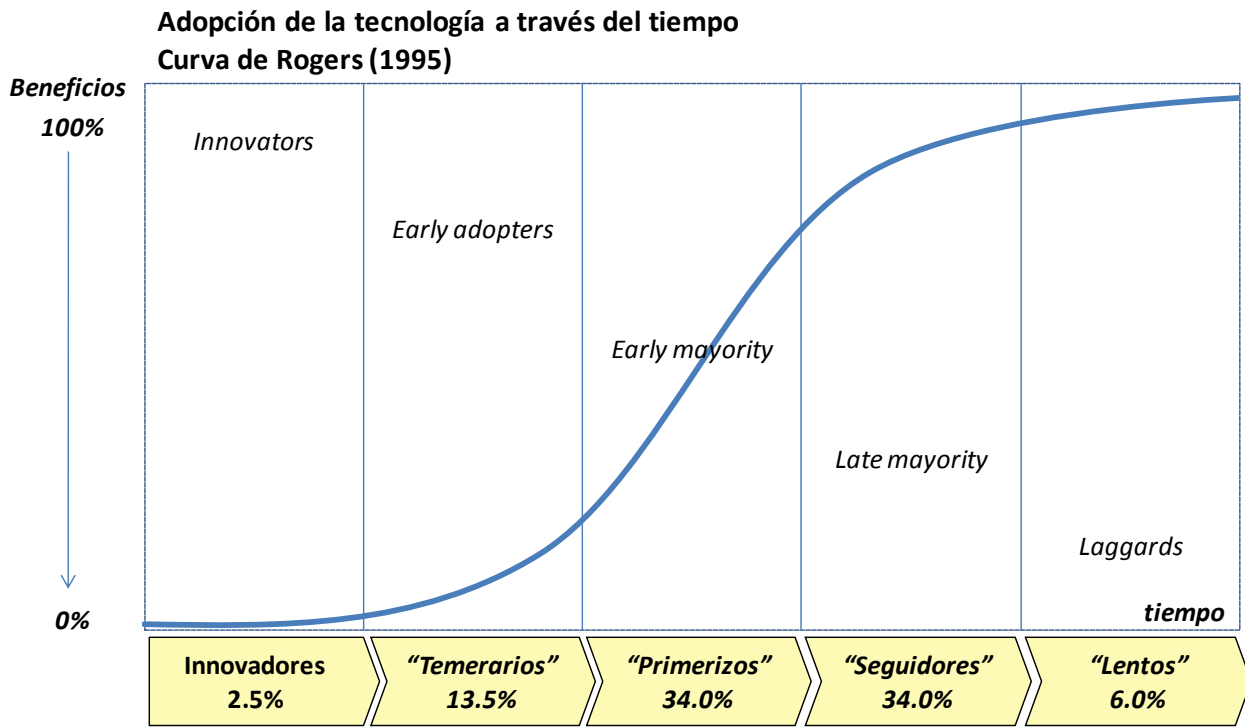 Adopción de la tecnología a través del tiempo
Curva de Rogers (1995)
Beneficios
100%
Innovators
Early adopters
Early mayority
Late mayority
Laggards
0%
tiempo
Innovadores
2.5%
“Temerarios”
13.5%
“Primerizos”
34.0%
“Seguidores”
34.0%
“Lentos”
6.0%